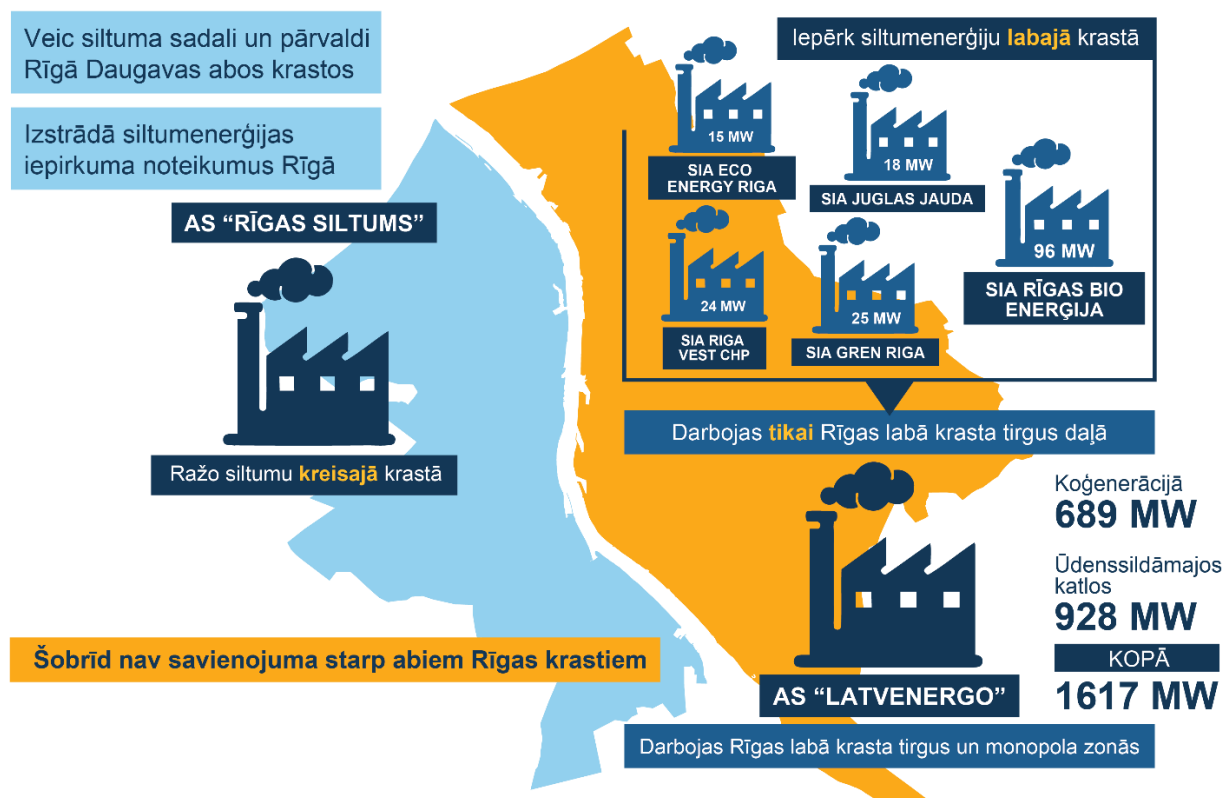 Veic siltuma sadali un pārvaldi
Rīgā Daugavas abos krastos
Izstrādā siltumenerģijas
iepirkuma noteikumus Rīgā
AS “RĪGAS SILTUMS”
Ražo siltumu kreisajā krastā
Šobrīd nav savienojuma starp abiem Rīgas krastiem
Iepērk siltumenerģiju labajā krastā
15 MW
SIA ECO
ENERGY RIGA
18 MW
SIA JUGLAS JAUDA
96 MW
SIA RĪGAS BIO
ENERĢIJA
24 MW
SIA RIGA
VEST CHP
25 MW
SIA GREN RIGA
Darbojas tikai Rīgas labā krasta tirgus daļā
Koģenerācijā
689 MW
Ūdenssildāmajos
katlos
928 MW
KOPĀ
1617 MW
AS “LATVENERGO”
Darbojas Rīgas labā krasta tirgus un monopola zonās